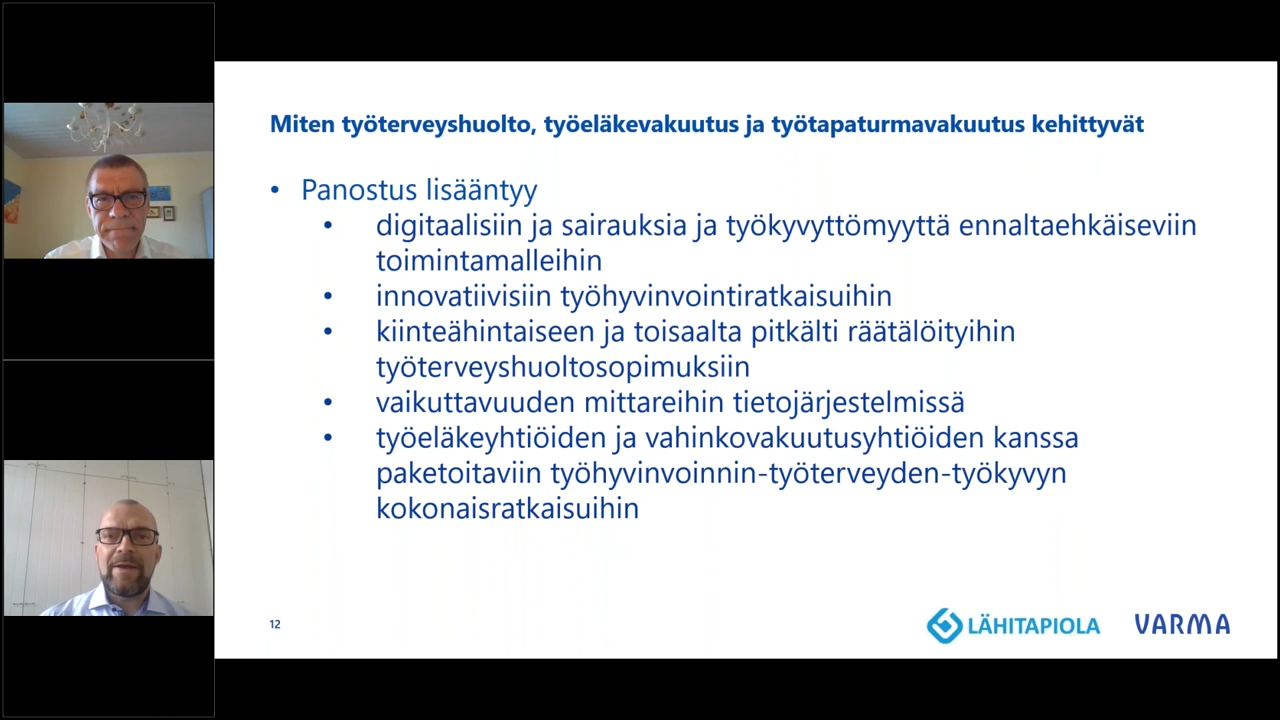 Miten työterveyshuolto, työeläkevakuutus ja työtapaturmavakuutus kehittyvät
• Panostus lisääntyy
• digitaalisiin ja sairauksia ja työkyvyttömyyttä ennaltaehkäiseviin
toimintamalleihin
• innovatiivisiin työhyvinvointiratkaisuihin
• kiinteähintaiseen ja toisaalta pitkälti räätälöityihin
työterveyshuoltosopimuksiin
• vaikuttavuuden mittareihin tietojärjestelmissä
• työeläkeyhtiöiden ja vahinkovakuutusyhtiöiden kanssa
paketoitaviin työhyvinvoinnin-työterveyden-työkyvyn
kokonaisratkaisuihin
12
LÄHITAPIOLA
VARMA